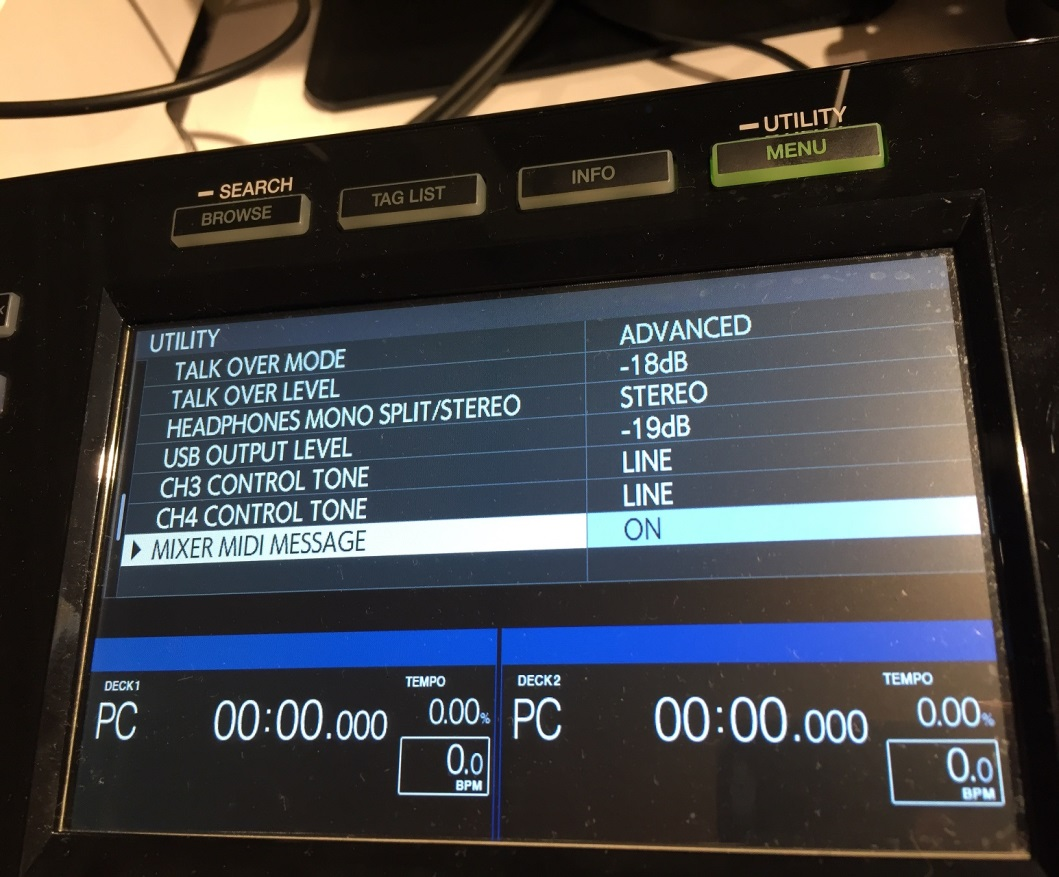 UTILITY
SEARCH
MENU
INFO
TAG LIST
BROWSE
UTILITY
TALK OVER MODE ADVANCED
TALK OVER LEVEL -18dB
HEADPHONES MONO SPLIT/STEREO STEREO
USB OUTPUT LEVEL -19dB
CH3 CONTROL TONE LINE
CH4 CONTROL TONE LINE
MIXER MIDI MESSAGE ON
DECK1 TEMPO
PC 00:00.000 0.00%
0.0
BPM
DECK2 TEMPO
PC 00:00.000 0.00%
0.0
BPM